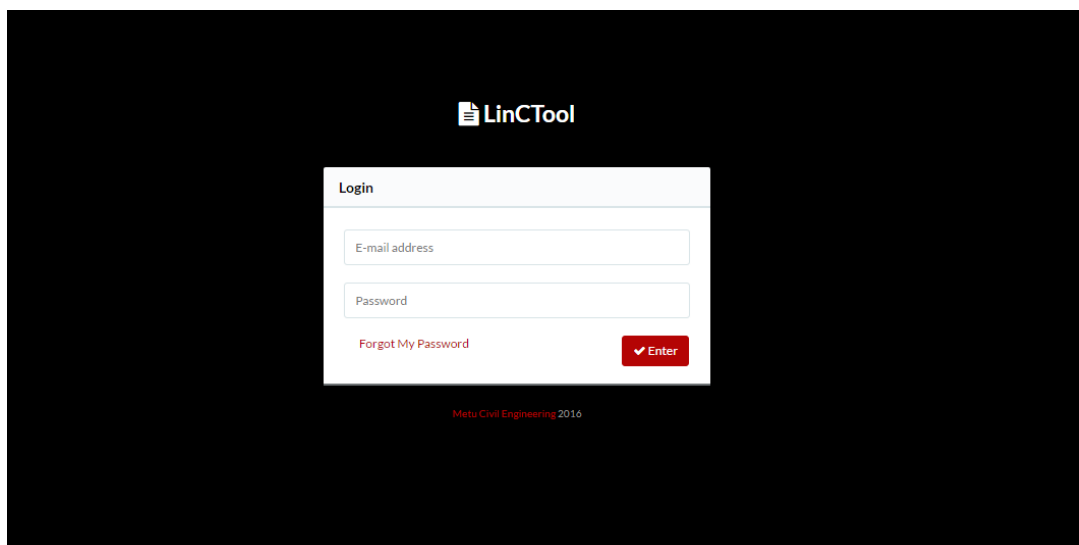 LinCTool
Login
E-mail address
Password
Forgot My Password
Enter
Metu Civil Engineering 2016